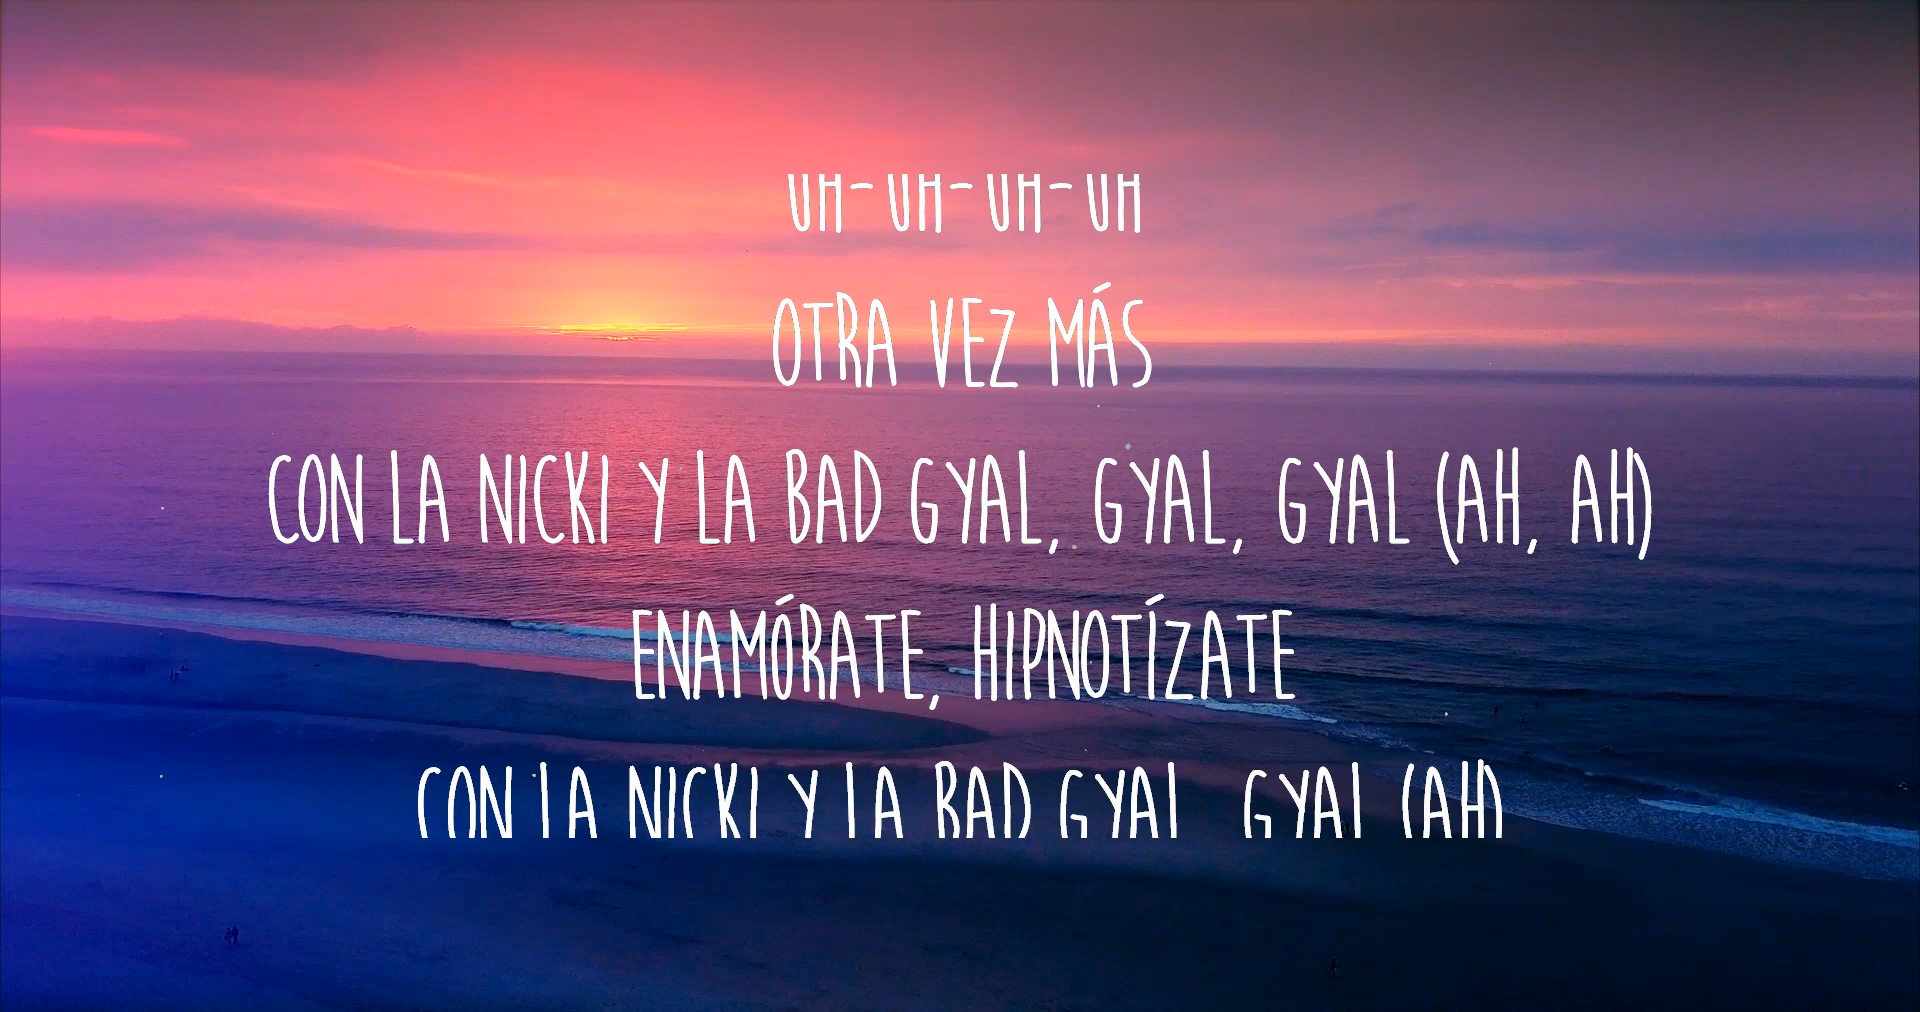 UH-UH-UH-UH
OTRA VEZ MÁS
CON LA NICKI Y LA BAD GYAL, GYAL, GYAL (AH, AH)
ENAMÓRATE, HIPNOTÍZATE
CON LA NICKI Y LA BAD GYAL, GYAL (AH)